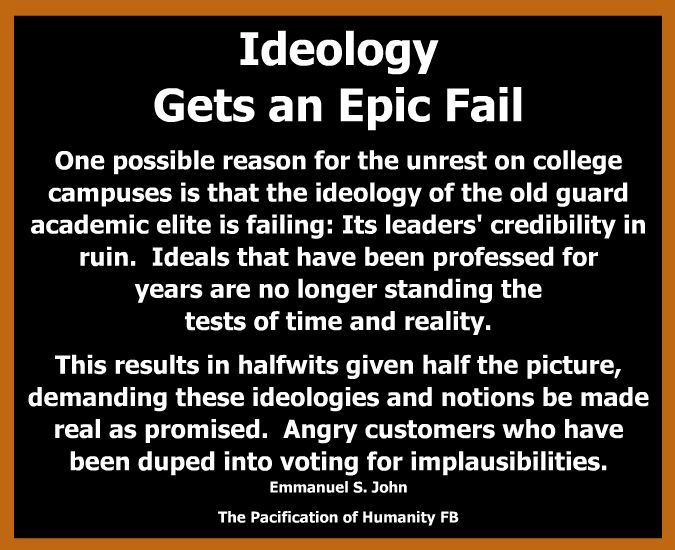 Ideology
Gets an Epic Fail
One possible reason for the unrest on college
campuses is that the ideology of the old guard
academic elite is failing: Its leaders' credibility in
ruin.  Ideals that have been professed for
years are no longer standing the
tests of time and reality.
This results in halfwits given half the picture,
demanding these ideologies and notions be made
real as promised.  Angry customers who have
been duped into voting for implausibilities.
Emmanuel S. John
The Pacification of Humanity FB